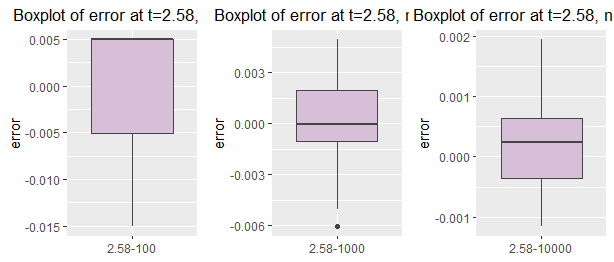 Boxplot of error at t=2.58,
error
0.005
0.000
-0.005
-0.010
-0.015
2.58-100
Boxplot of error at t=2.58, r
error
0.003
0.000
-0.003
-0.006
2.58-1000
Boxplot of error at t=2.58, n
error
0.002
0.001
0.000
-0.001
2.58-10000